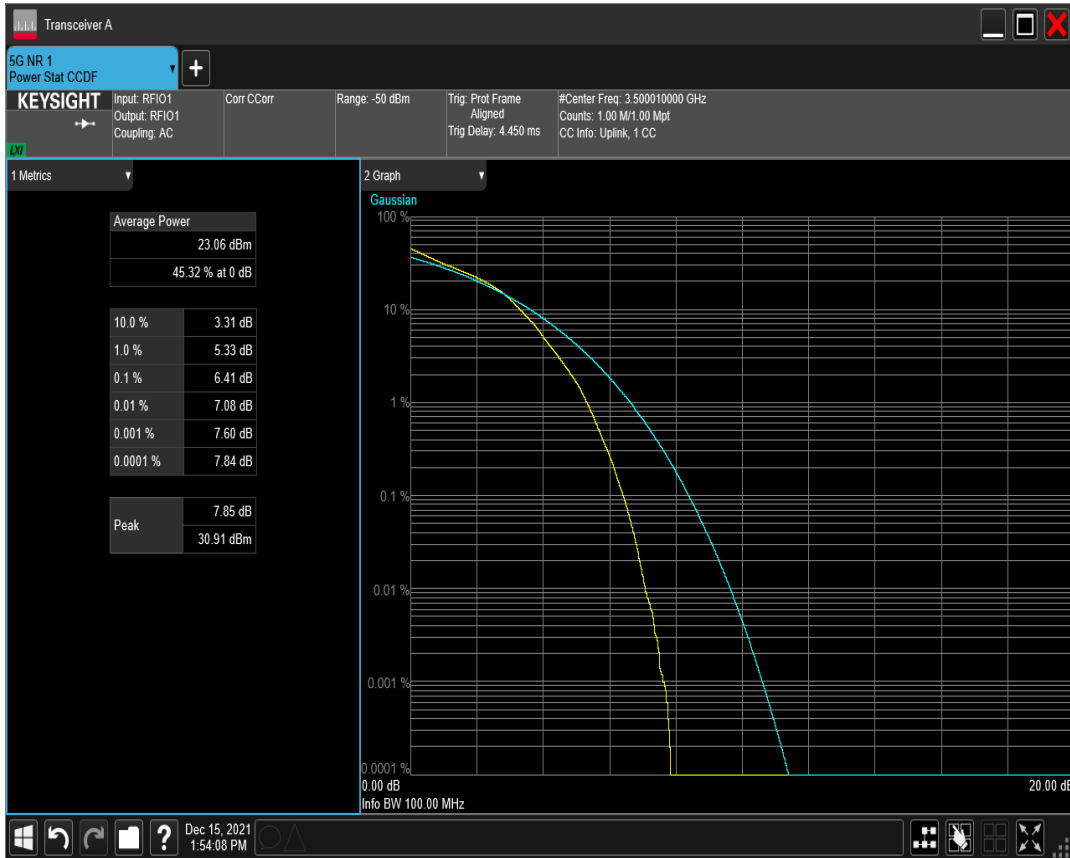 Transceiver A
5G NR 1
Power Stat CCDF
KEYSIGHT
LXI
Input: RFIO1
Output: RFIO1
Coupling: AC
Corr CCorr
Range: -50 dBm
Trig: Prot Frame
Aligned
Trig Delay: 4.450 ms
#Center Freq: 3.500010000 GHz
Counts: 1.00 M/1.00 Mpt
CC Info: Uplink, 1 CC
1 Metrics
Average Power
23.06 dBm
45.32 % at 0 dB
10.0 % 3.31 dB
1.0 % 5.33 dB
0.1 % 6.41 dB
0.01 % 7.08 dB
0.001 % 7.60 dB
0.0001 % 7.84 dB
Peak
7.85 dB
30.91 dBm
2 Graph
Gaussian
100 %
10 %
1 %
0.1 %
0.01 %
0.001 %
0.0001 %
0.00 dB 20.00 dB
Info BW 100.00 MHz
?
Dec 15, 2021
1:54:08 PM